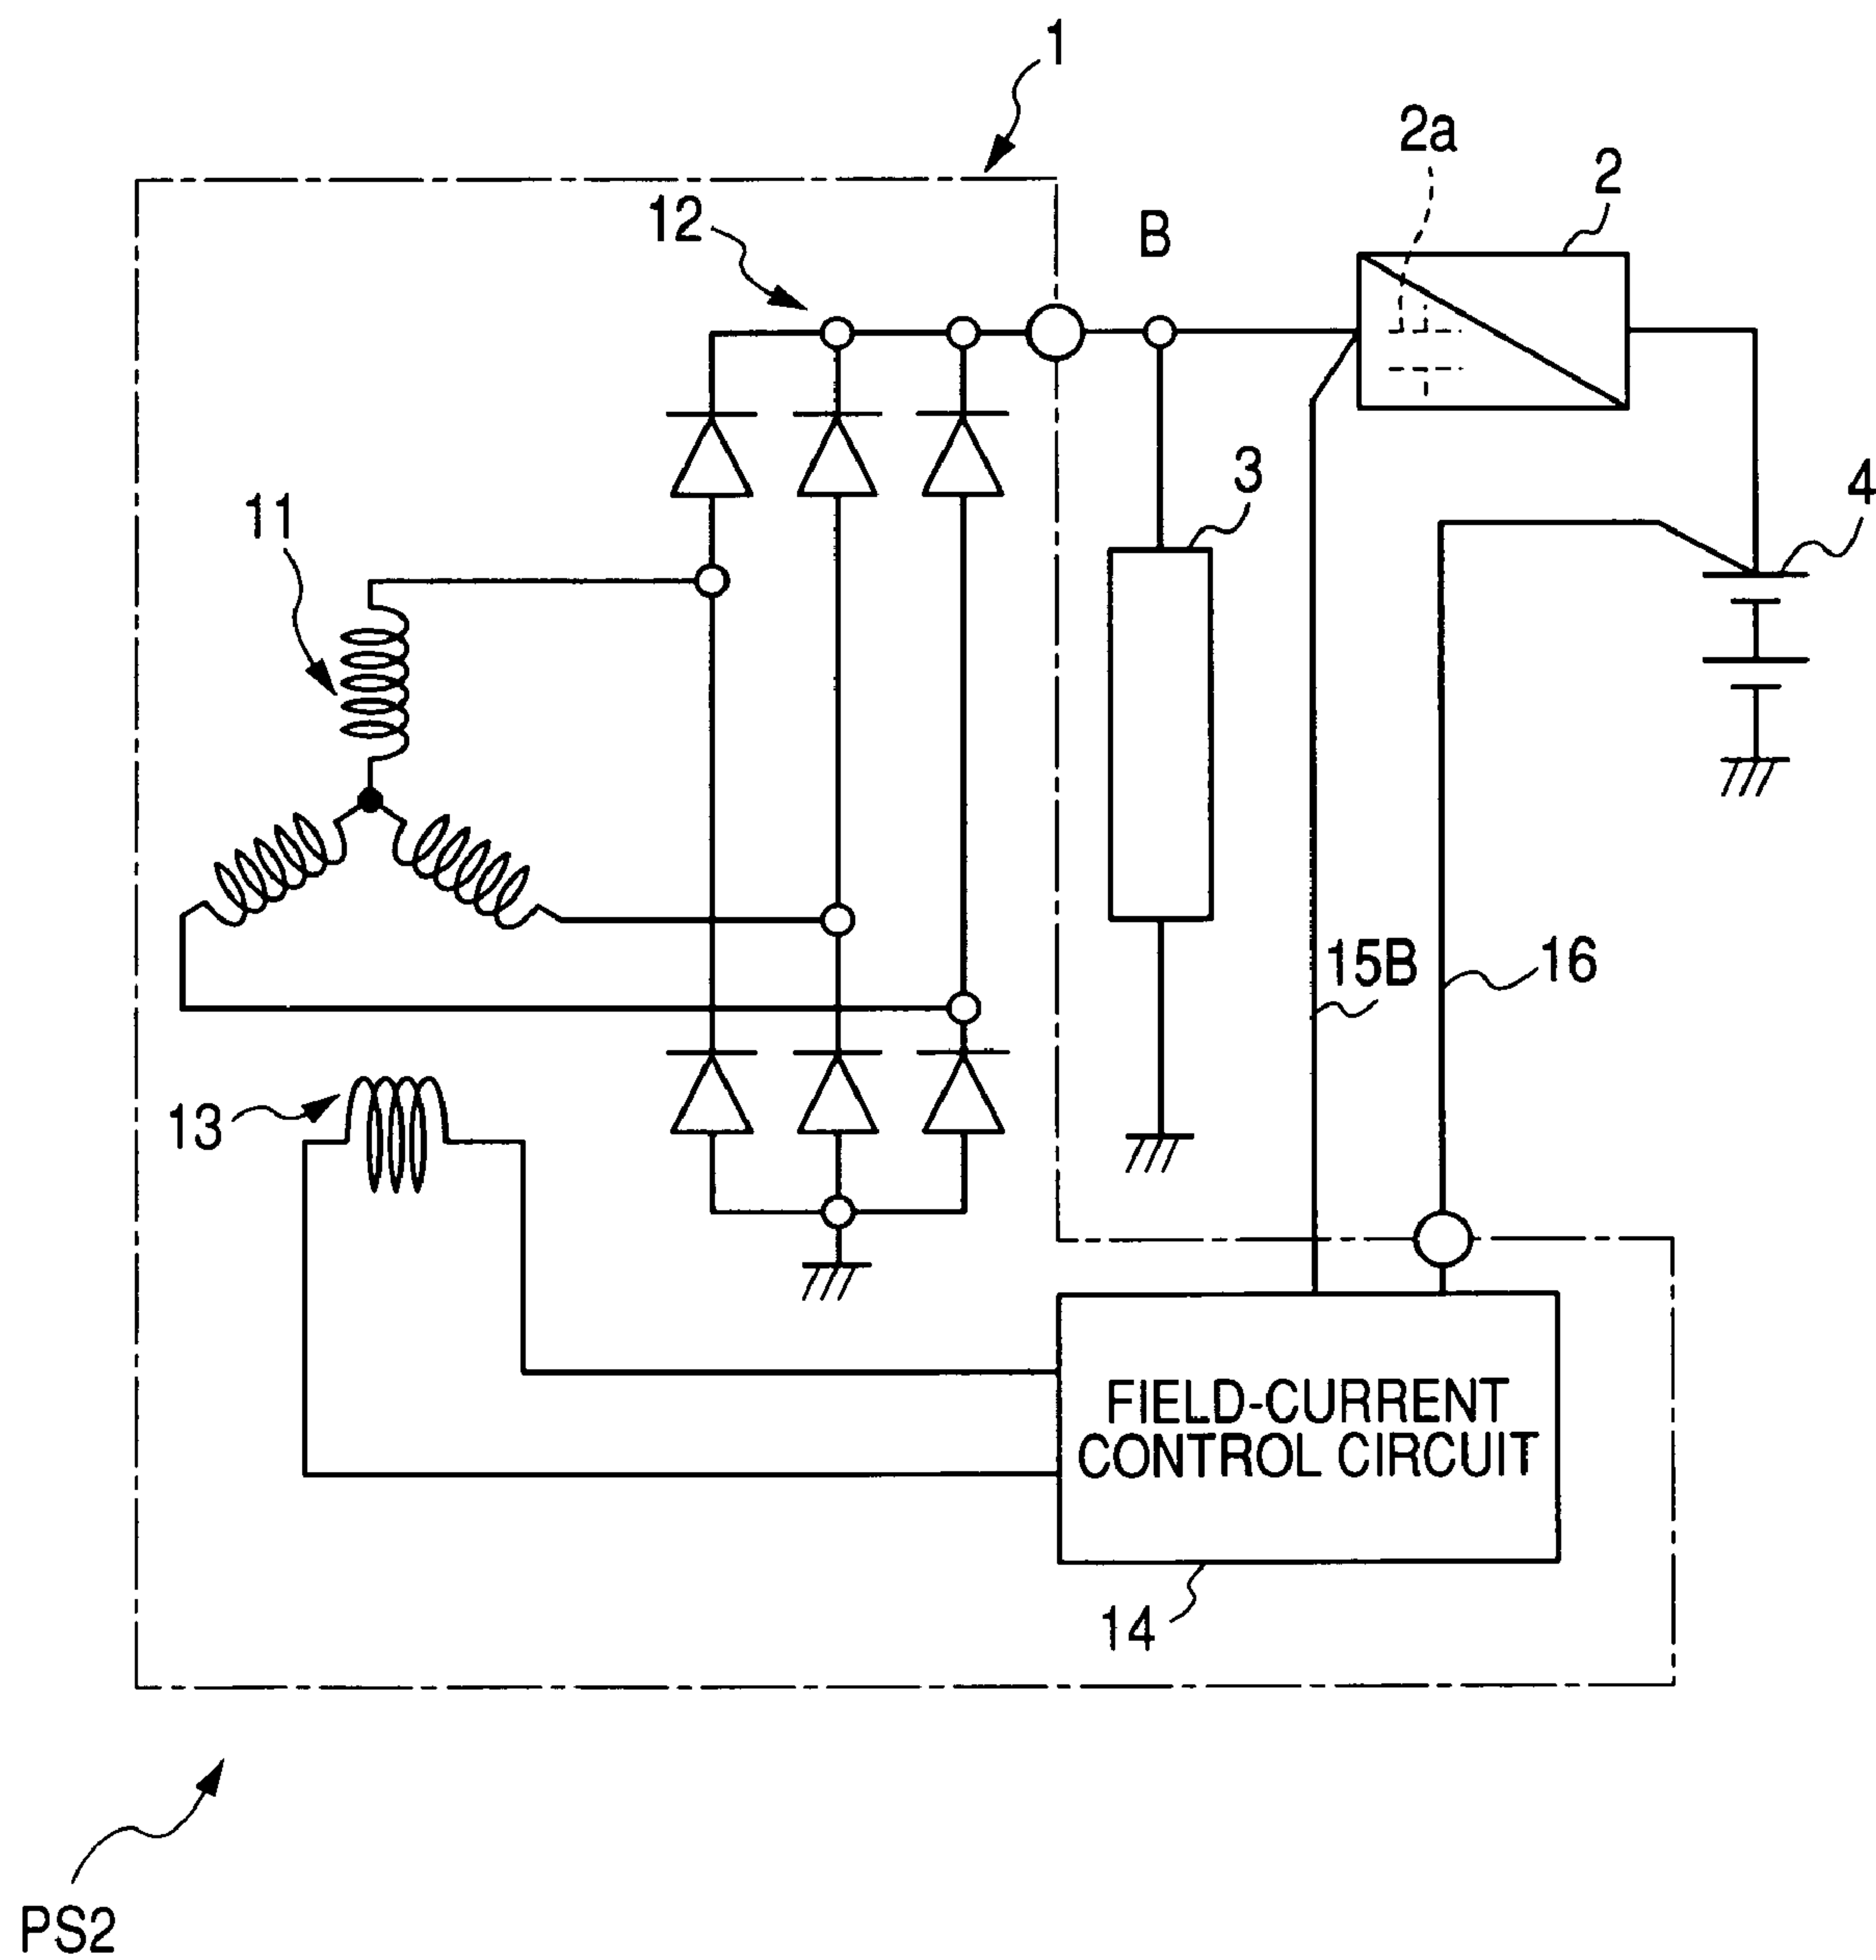 1
2a
2
12
B
3
4
11
15B
16
13
FIELD-CURRENT
CONTROL CIRCUIT
14
PS2